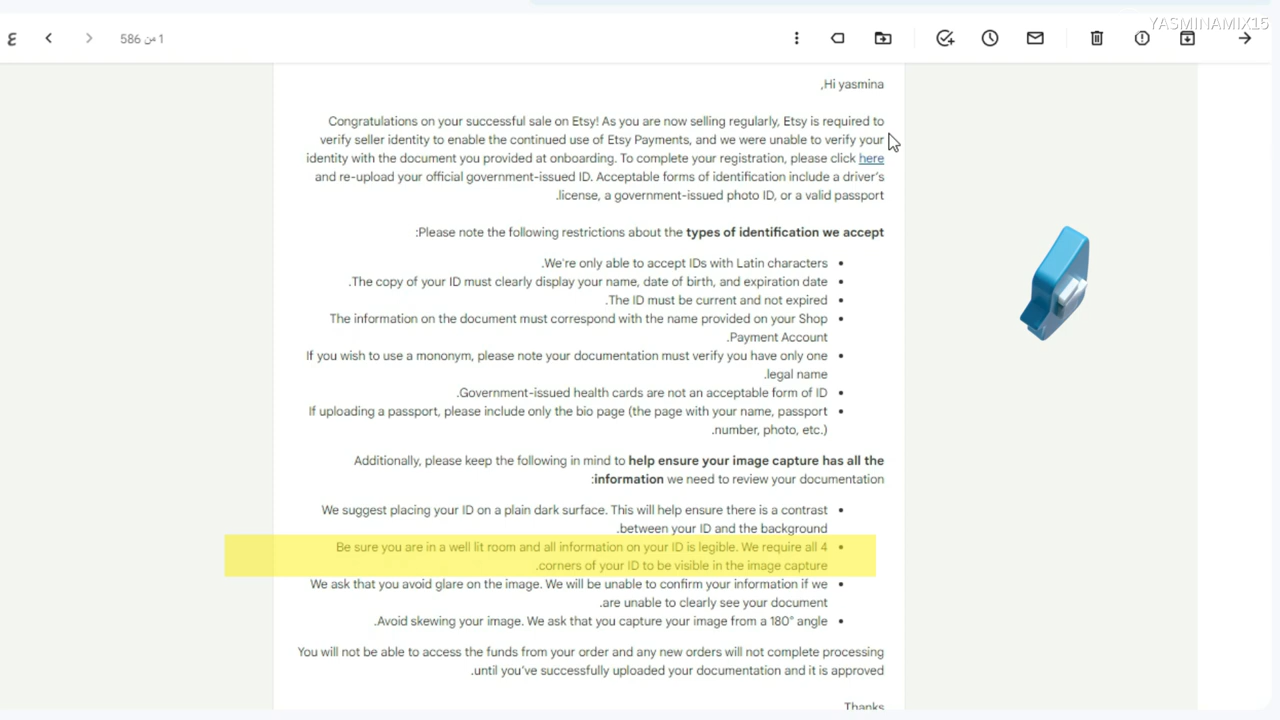 YASMINAMIX15
ع
1 من 586
Hi yasmina,
Congratulations on your successful sale on Etsy! As you are now selling regularly, Etsy is required to
verify seller identity to enable the continued use of Etsy Payments, and we were unable to verify your
identity with the document you provided at onboarding. To complete your registration, please click here
and re-upload your official government-issued ID. Acceptable forms of identification include a driver's
license, a government-issued photo ID, or a valid passport.
Please note the following restrictions about the types of identification we accept:
We're only able to accept IDs with Latin characters.
The copy of your ID must clearly display your name, date of birth, and expiration date.
The ID must be current and not expired.
The information on the document must correspond with the name provided on your Shop
Payment Account.
If you wish to use a mononym, please note your documentation must verify you have only one
legal name.
Government-issued health cards are not an acceptable form of ID.
If uploading a passport, please include only the bio page (the page with your name, passport
number, photo, etc.)
Additionally, please keep the following in mind to help ensure your image capture has all the
information we need to review your documentation:
We suggest placing your ID on a plain dark surface. This will help ensure there is a contrast
between your ID and the background.
Be sure you are in a well lit room and all information on your ID is legible. We require all 4
corners of your ID to be visible in the image capture.
We ask that you avoid glare on the image. We will be unable to confirm your information if we
are unable to clearly see your document.
Avoid skewing your image. We ask that you capture your image from a 180° angle.
You will not be able to access the funds from your order and any new orders will not complete processing
until you've successfully uploaded your documentation and it is approved.
Thanks